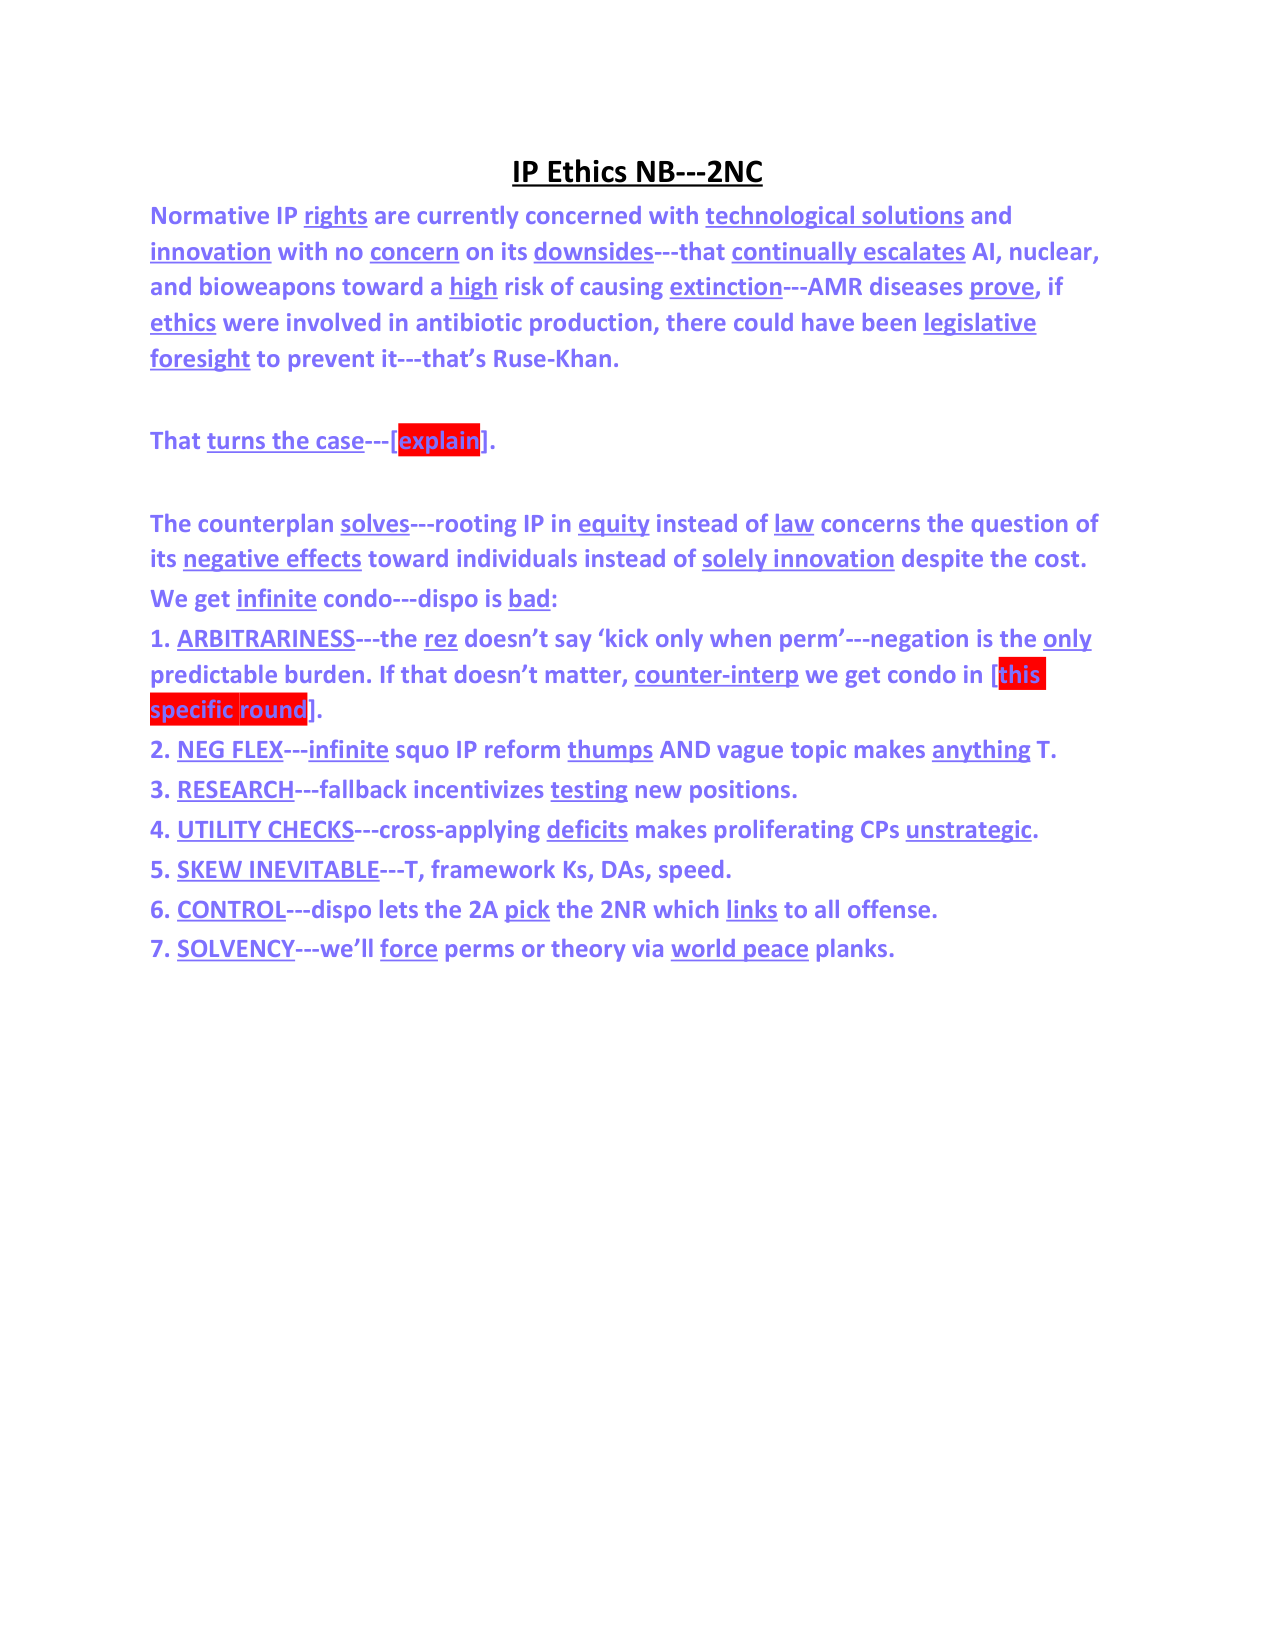 IP Ethics NB---2NC
Normative IP rights are currently concerned with technological solutions and
innovation with no concern on its downsides---that continually escalates AI, nuclear,
and bioweapons toward a high risk of causing extinction---AMR diseases prove, if
ethics were involved in antibiotic production, there could have been legislative
foresight to prevent it---that’s Ruse-Khan.
That turns the case---[explain].
The counterplan solves---rooting IP in equity instead of law concerns the question of
its negative effects toward individuals instead of solely innovation despite the cost.
We get infinite condo---dispo is bad:
1. ARBITRARINESS---the rez doesn’t say ‘kick only when perm’---negation is the only
predictable burden. If that doesn’t matter, counter-interp we get condo in [this
specific round].
2. NEG FLEX---infinite squo IP reform thumps AND vague topic makes anything T.
3. RESEARCH---fallback incentivizes testing new positions.
4. UTILITY CHECKS---cross-applying deficits makes proliferating CPs unstrategic.
5. SKEW INEVITABLE---T, framework Ks, DAs, speed.
6. CONTROL---dispo lets the 2A pick the 2NR which links to all offense.
7. SOLVENCY---we’ll force perms or theory via world peace planks.